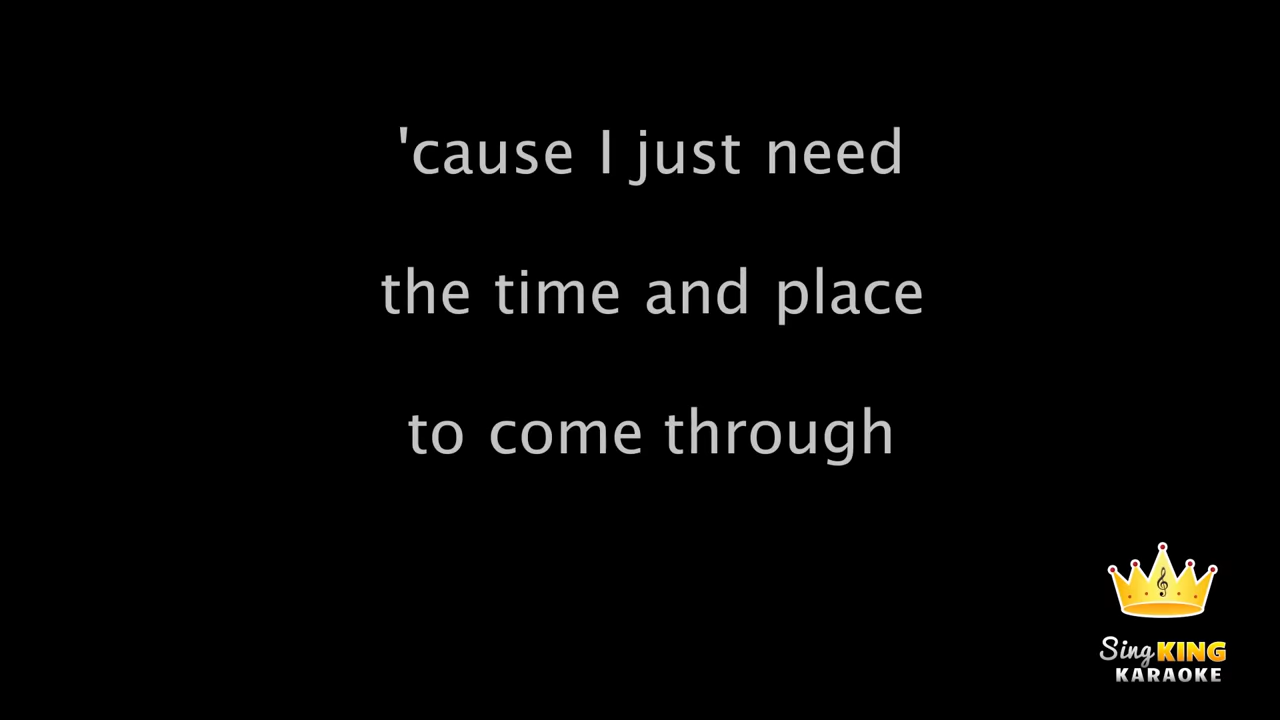 'cause I just need
the time and place
to come through
Sing KING
KARAOKE